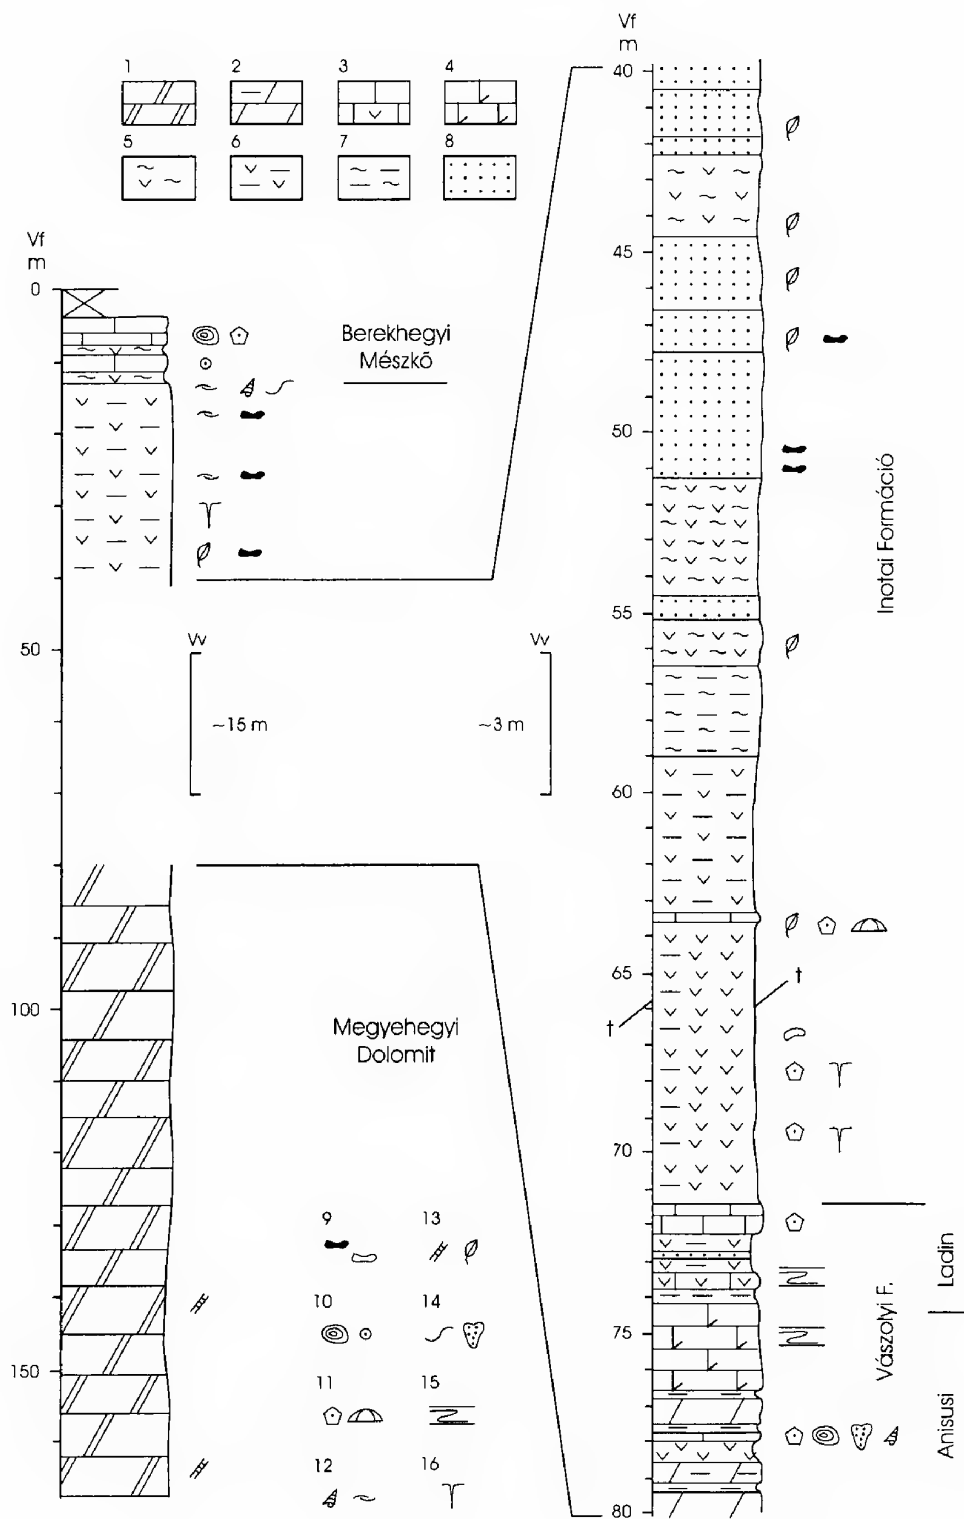 Vf
m
1 2 3 4
5 6 7 8
Vf
m
0
50
100
150
Berekhegyi
Mészkő
Vv
~15 m
Vv
~3 m
Megyehegyi
Dolomit
9 13
10 14
11 15
12 16
40
45
50
55
60
65
70
75
80
t
t
Inotai Formáció
Vászolyi F.
Ladin
Anisusi